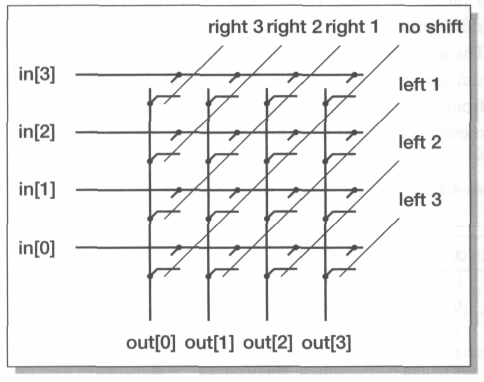 right 3 right 2 right 1 no shift
in[3]
left 1
in[2]
left 2
in[1]
left 3
in[0]
out[0] out[1] out[2] out[3]